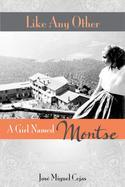 Like Any Other
A Girl Named Montse
José Miguel Cejas